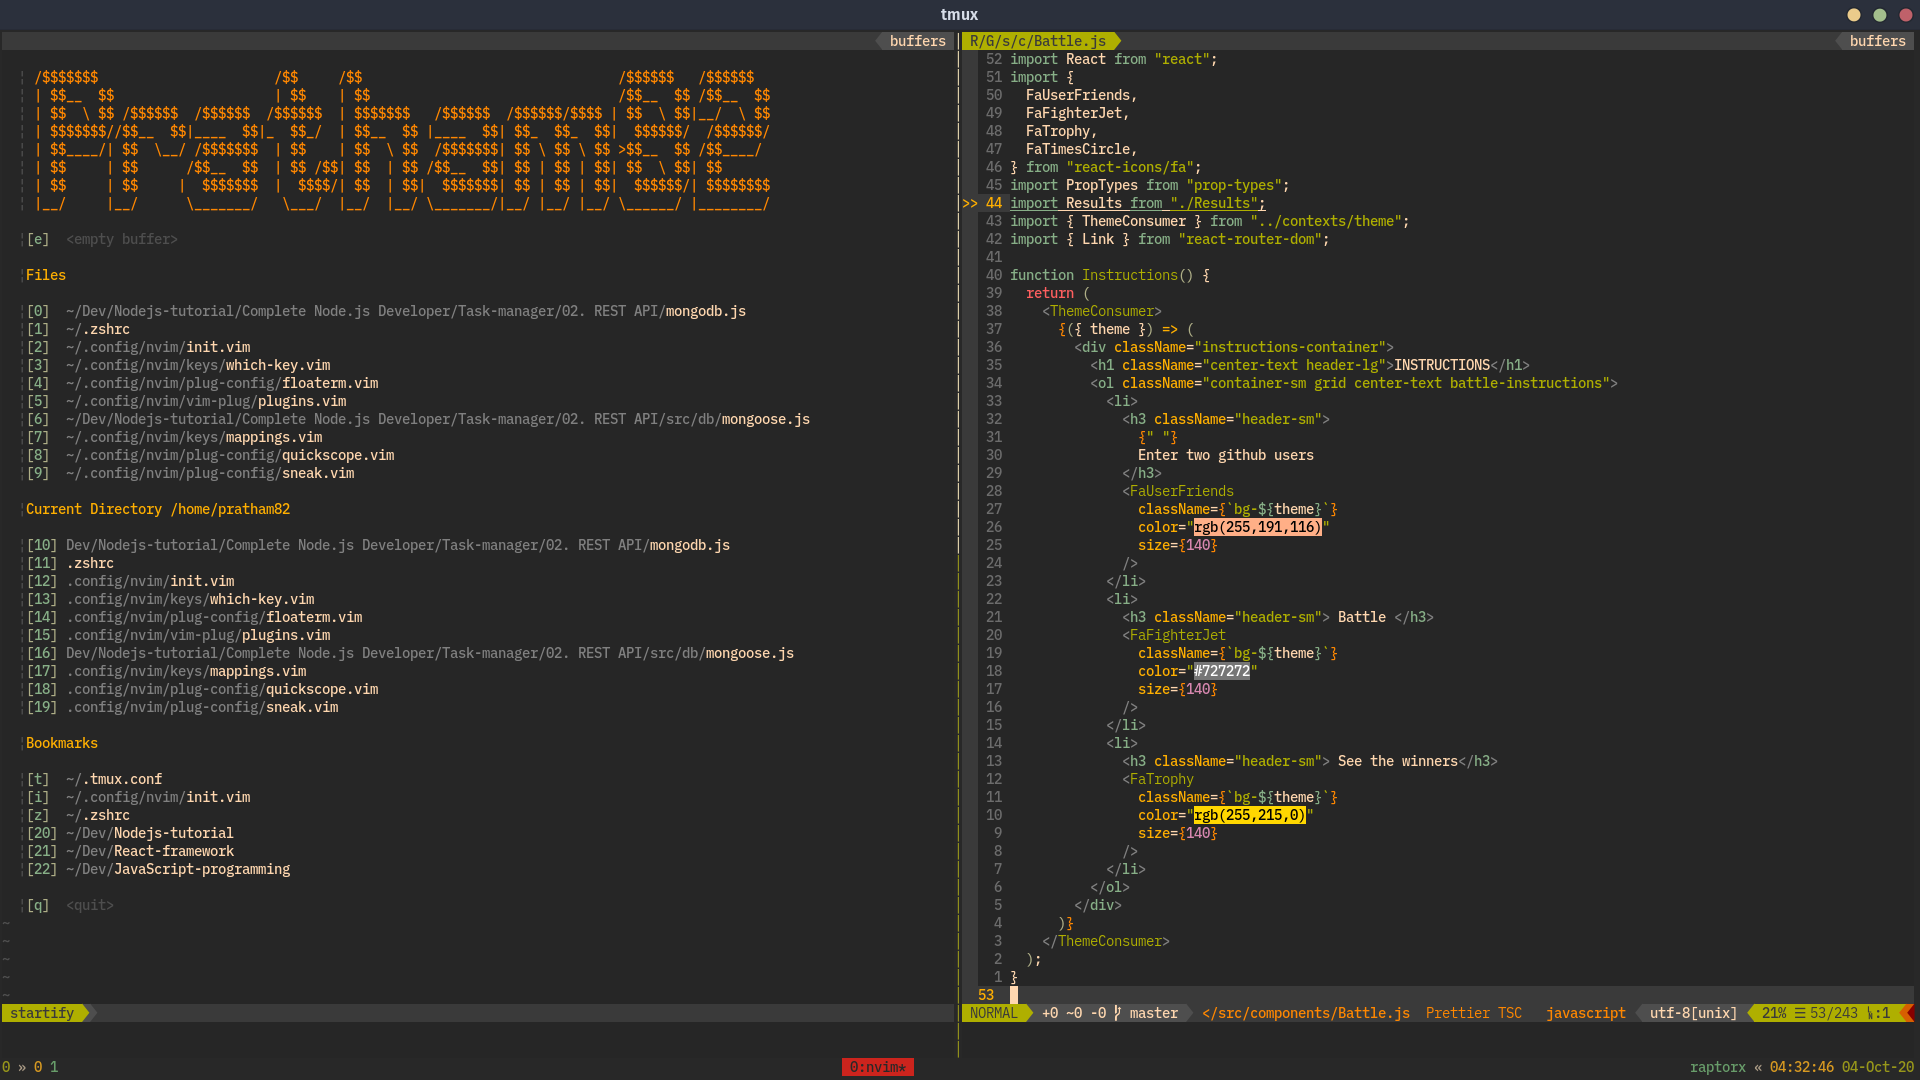 tmux
buffers
/$$$$$$$                      /$$     /$$                                /$$$$$$   /$$$$$$
| $$__  $$                    | $$    | $$                               /$$__  $$ /$$__  $$
| $$  \ $$ /$$$$$$  /$$$$$$  /$$$$$$  | $$$$$$$   /$$$$$$  /$$$$$$/$$$$ | $$  \ $$|__/  \ $$
| $$$$$$$//$$__  $$|____  $$|_  $$_/  | $$__  $$ |____  $$| $$_  $$_  $$|  $$$$$$/  /$$$$$$/
| $$____/| $$  \__/ /$$$$$$$  | $$    | $$  \ $$  /$$$$$$$| $$ \ $$ \ $$ >$$__  $$ /$$____/
| $$     | $$      /$$__  $$  | $$ /$$| $$  | $$ /$$__  $$| $$ | $$ | $$| $$  \ $$| $$
| $$     | $$     |  $$$$$$$  |  $$$$/| $$  | $$|  $$$$$$$| $$ | $$ | $$|  $$$$$$/| $$$$$$$$
|__/     |__/      \_______/   \___/  |__/  |__/ \_______/|__/ |__/ |__/ \______/ |________/
[e]  <empty buffer>
Files
[0]  ~/Dev/Nodejs-tutorial/Complete Node.js Developer/Task-manager/02. REST API/mongodb.js
[1]  ~/.zshrc
[2]  ~/.config/nvim/init.vim
[3]  ~/.config/nvim/keys/which-key.vim
[4]  ~/.config/nvim/plug-config/floaterm.vim
[5]  ~/.config/nvim/vim-plug/plugins.vim
[6]  ~/Dev/Nodejs-tutorial/Complete Node.js Developer/Task-manager/02. REST API/src/db/mongoose.js
[7]  ~/.config/nvim/keys/mappings.vim
[8]  ~/.config/nvim/plug-config/quickscope.vim
[9]  ~/.config/nvim/plug-config/sneak.vim
Current Directory /home/pratham82
[10] Dev/Nodejs-tutorial/Complete Node.js Developer/Task-manager/02. REST API/mongodb.js
[11] .zshrc
[12] .config/nvim/init.vim
[13] .config/nvim/keys/which-key.vim
[14] .config/nvim/plug-config/floaterm.vim
[15] .config/nvim/vim-plug/plugins.vim
[16] Dev/Nodejs-tutorial/Complete Node.js Developer/Task-manager/02. REST API/src/db/mongoose.js
[17] .config/nvim/keys/mappings.vim
[18] .config/nvim/plug-config/quickscope.vim
[19] .config/nvim/plug-config/sneak.vim
Bookmarks
[t]  ~/.tmux.conf
[i]  ~/.config/nvim/init.vim
[z]  ~/.zshrc
[20] ~/Dev/Nodejs-tutorial
[21] ~/Dev/React-framework
[22] ~/Dev/JavaScript-programming
[q]  <quit>
~
~
~
~
~
startify
R/G/s/c/Battle.js buffers
52 import React from "react";
51 import {
50   FaUserFriends,
49   FaFighterJet,
48   FaTrophy,
47   FaTimesCircle,
46 } from "react-icons/fa";
45 import PropTypes from "prop-types";
>> 44 import Results from "./Results";
43 import { ThemeConsumer } from "../contexts/theme";
42 import { Link } from "react-router-dom";
41
40 function Instructions() {
39   return (
38     <ThemeConsumer>
37       {({ theme }) => (
36         <div className="instructions-container">
35           <h1 className="center-text header-lg">INSTRUCTIONS</h1>
34           <ol className="container-sm grid center-text battle-instructions">
33             <li>
32               <h3 className="header-sm">
31                 {" "}
30                 Enter two github users
29               </h3>
28               <FaUserFriends
27                 className={`bg-${theme}`}
26                 color="rgb(255,191,116)"
25                 size={140}
24               />
23             </li>
22             <li>
21               <h3 className="header-sm"> Battle </h3>
20               <FaFighterJet
19                 className={`bg-${theme}`}
18                 color="#727272"
17                 size={140}
16               />
15             </li>
14             <li>
13               <h3 className="header-sm"> See the winners</h3>
12               <FaTrophy
11                 className={`bg-${theme}`}
10                 color="rgb(255,215,0)"
9                 size={140}
8               />
7             </li>
6           </ol>
5         </div>
4       )}
3     </ThemeConsumer>
2   );
1 }
53
NORMAL +0 ~0 -0 master </src/components/Battle.js Prettier TSC javascript utf-8[unix] 21% ☰ 53/243 :1
0 » 0 1 0:nvim* raptorx « 04:32:46 04-Oct-20